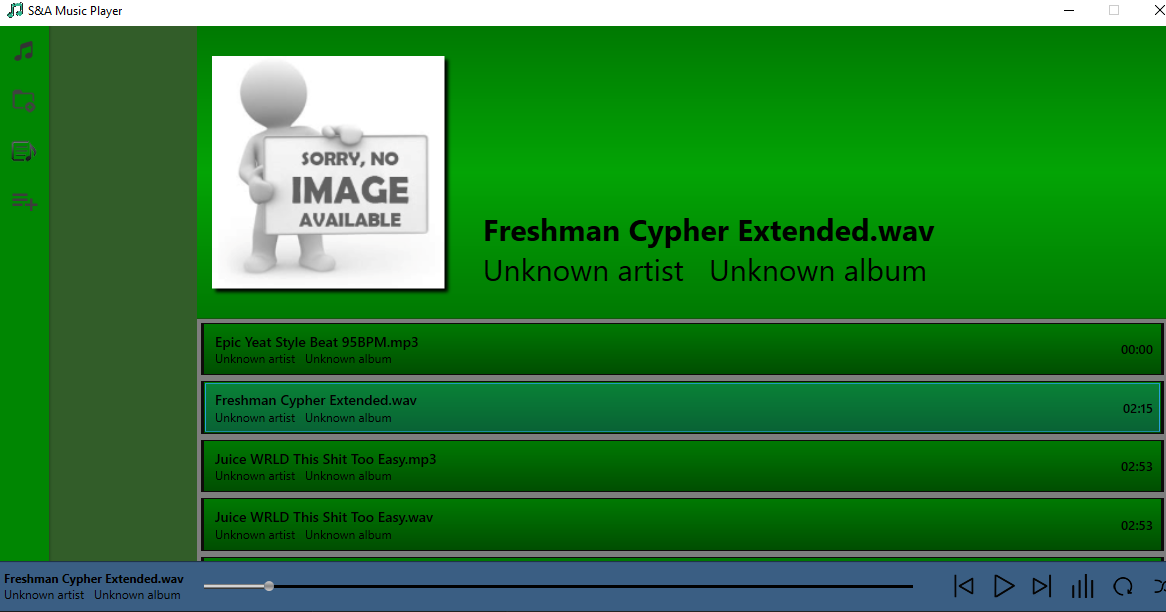 S&A Music Player
SORRY, NO
IMAGE
AVAILABLE
Freshman Cypher Extended.wav
Unknown artist Unknown album
Epic Yeat Style Beat 95BPM.mp3
Unknown artist Unknown album
00:00
Freshman Cypher Extended.wav
Unknown artist Unknown album
02:15
Juice WRLD This Shit Too Easy.mp3
Unknown artist Unknown album
02:53
Juice WRLD This Shit Too Easy.wav
Unknown artist Unknown album
02:53
Freshman Cypher Extended.wav
Unknown artist Unknown album